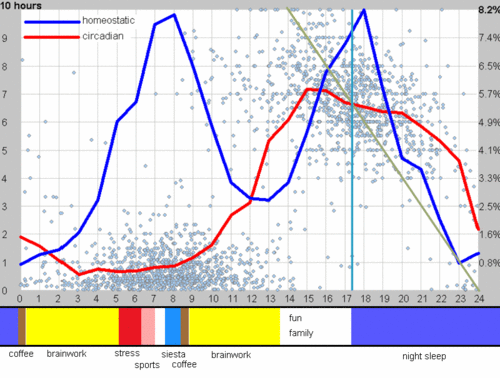 10 hours
8.2%
homeostatic
circadian
9 7.4%
8 6.5%
7 5.7%
6 4.9%
5 4.1%
4 3.3%
3 2.5%
2 1.6%
1 0.8%
0
0 1 2 3 4 5 6 7 8 9 10 11 12 13 14 15 16 17 18 19 20 21 22 23 24
fun
family
coffee brainwork stress siesta brainwork night sleep
sports coffee